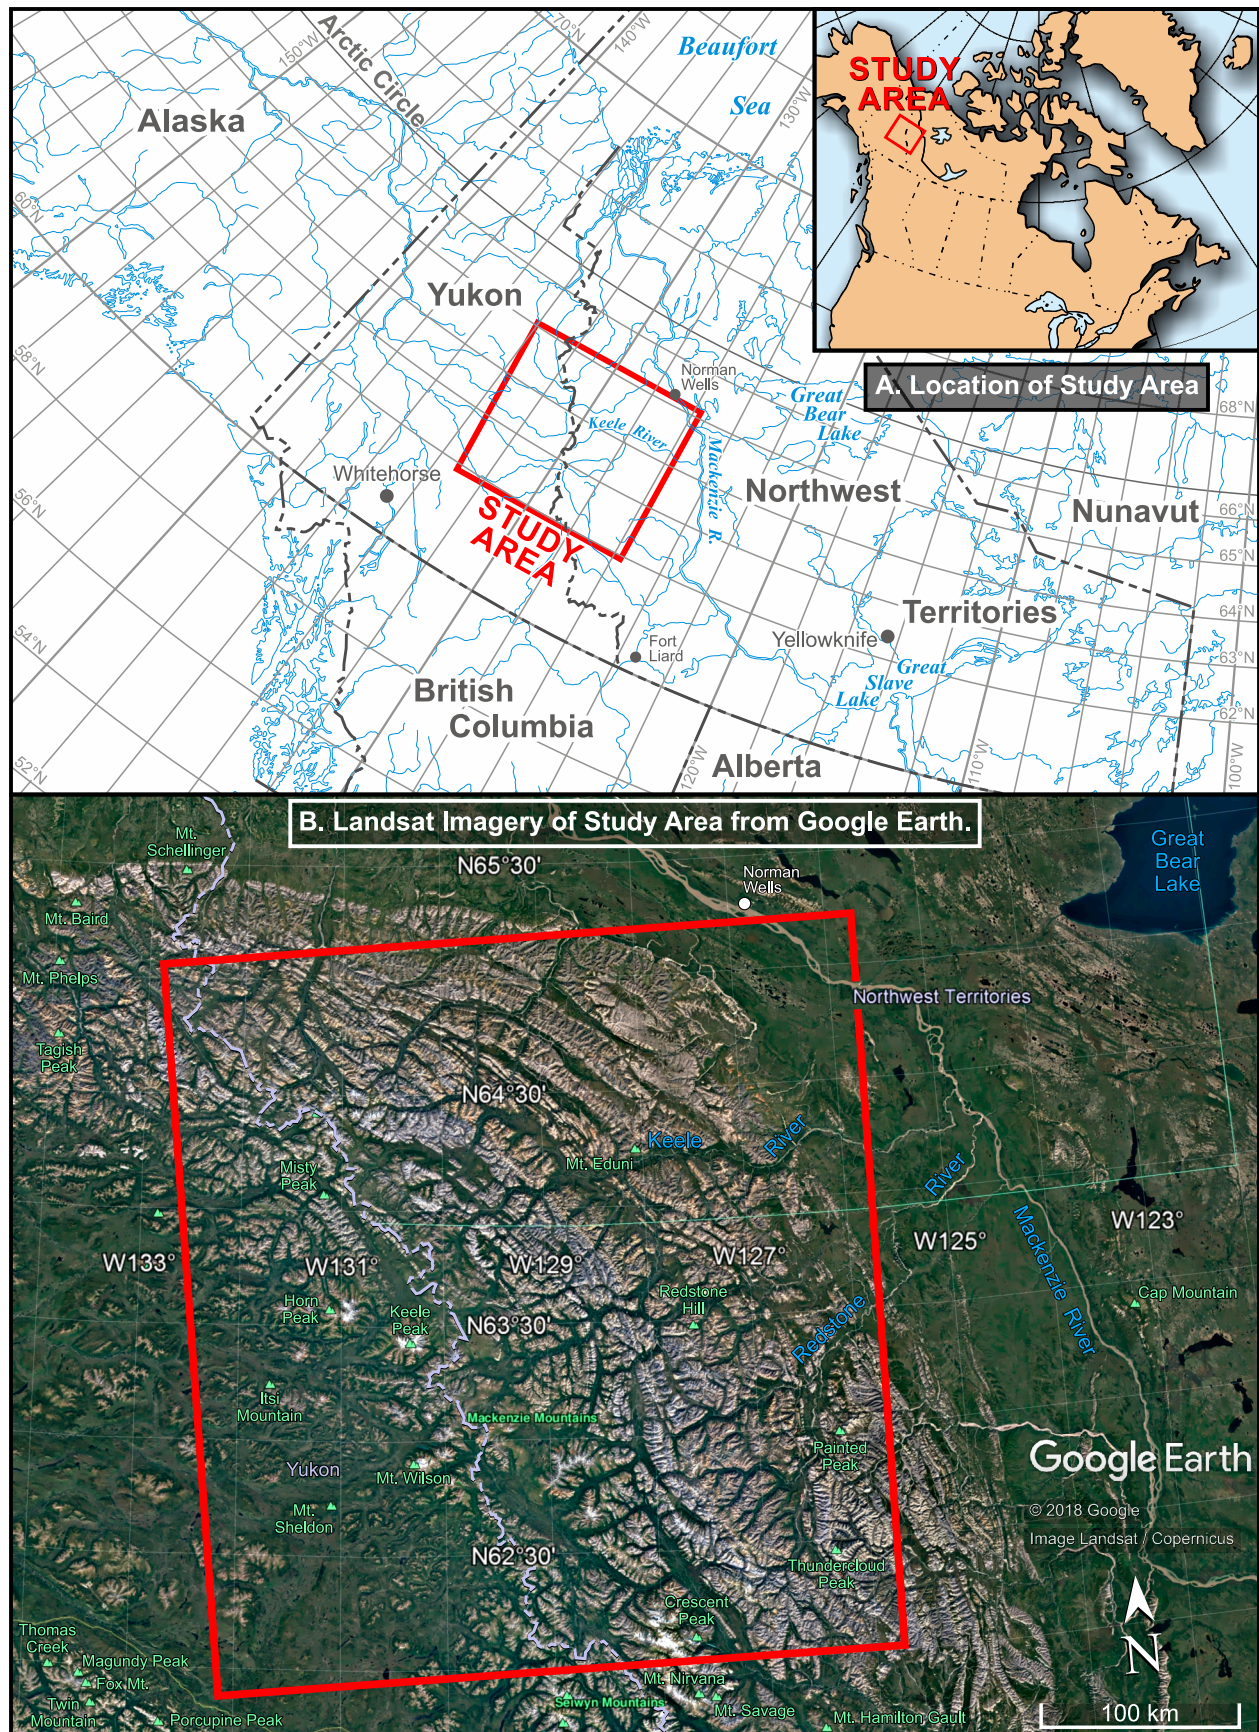 Arctic Circle
150°W
70°N
140°W
Beaufort
Sea
130°W
STUDY
AREA
Alaska
60°N
Yukon
58°N
Norman
Wells
Great
Bear
Lake
A. Location of Study Area
68°N
Keele River
Mackenzie R.
Whitehorse
Northwest
Nunavut
66°N
56°N
STUDY
AREA
65°N
Territories
64°N
54°N
Fort
Liard
Yellowknife
Great
Slave
Lake
63°N
British
Columbia
62°N
52°N
120°W
Alberta
110°W
100°W
B. Landsat Imagery of Study Area from Google Earth.
Mt.
Schellinger
N65°30'
Norman
Wells
Great
Bear
Lake
Mt. Baird
Mt. Phelps
Northwest Territories
Tagish
Peak
N64°30'
Keele
River
Mt. Eduni
Misty
Peak
River
Mackenzie River
W123°
W133°
W131°
W129°
W127°
W125°
Horn
Peak
Keele
Peak
N63°30'
Redstone
Hill
Redstone
Cap Mountain
Itsi
Mountain
Mackenzie Mountains
Painted
Peak
Google Earth
Yukon
Mt. Wilson
Mt.
Sheldon
© 2018 Google
Image Landsat / Copernicus
N62°30'
Thundercloud
Peak
Crescent
Peak
Thomas
Creek
Magundy Peak
Fox Mt.
Twin
Mountain
Porcupine Peak
Mt. Nirvana
Selwyn Mountains
Mt. Savage
Mt. Hamilton Gault
N
100 km